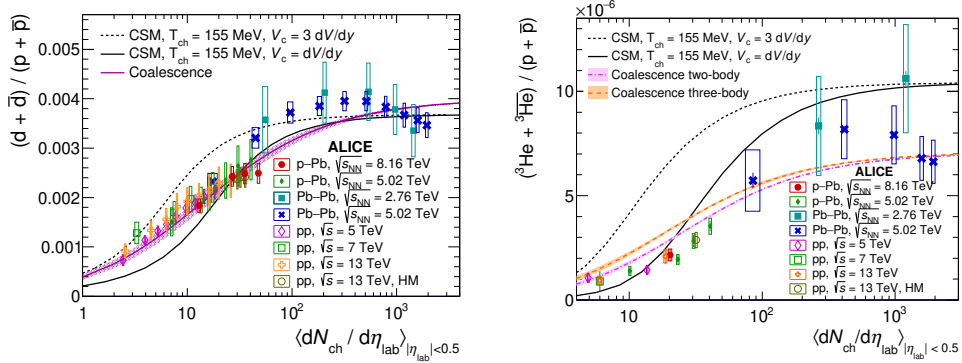 (d + d̅) / (p + p̅)
0.005
0.004
0.003
0.002
0.001
0
CSM, T_ch = 155 MeV, V_c = 3 dV/dy
CSM, T_ch = 155 MeV, V_c = dV/dy
Coalescence
ALICE
p–Pb, √s_NN = 8.16 TeV
p–Pb, √s_NN = 5.02 TeV
Pb–Pb, √s_NN = 2.76 TeV
Pb–Pb, √s_NN = 5.02 TeV
pp, √s = 5 TeV
pp, √s = 7 TeV
pp, √s = 13 TeV
pp, √s = 13 TeV, HM
1 10 10² 10³
⟨dN_ch / dη_lab⟩_|η_lab|<0.5
×10⁻⁶
(³He + ³H̅e̅) / (p + p̅)
10
5
0
CSM, T_ch = 155 MeV, V_c = 3 dV/dy
CSM, T_ch = 155 MeV, V_c = dV/dy
Coalescence two-body
Coalescence three-body
ALICE
p–Pb, √s_NN = 8.16 TeV
p–Pb, √s_NN = 5.02 TeV
Pb–Pb, √s_NN = 2.76 TeV
Pb–Pb, √s_NN = 5.02 TeV
pp, √s = 5 TeV
pp, √s = 7 TeV
pp, √s = 13 TeV
pp, √s = 13 TeV, HM
4 10 10² 10³
⟨dN_ch / dη_lab⟩_|η_lab| < 0.5